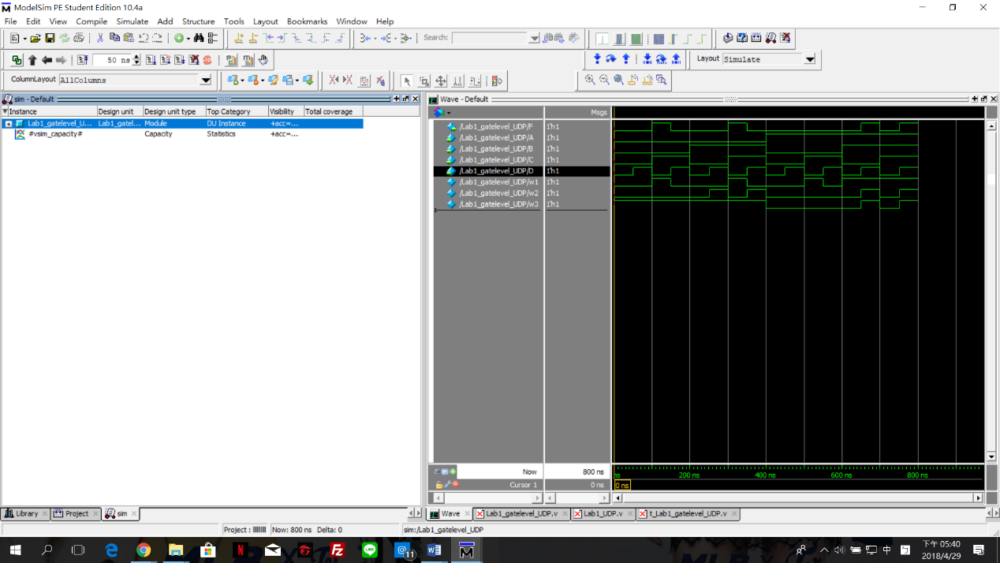 ModelSim PE Student Edition 10.4a
File Edit View Compile Simulate Add Structure Tools Layout Bookmarks Window Help
Search:
50 ns
Layout Simulate
ColumnLayout AllColumns
sim - Default
Instance Design unit Design unit type Top Category Visibility Total coverage
Lab1_gatelevel_U... Lab1_gatel... Module DU Instance +acc=...
#vsim_capacity# Capacity Statistics +acc=...
Wave - Default
Msgs
/Lab1_gatelevel_UDP/F 1'h1
/Lab1_gatelevel_UDP/A 1'h1
/Lab1_gatelevel_UDP/B 1'h1
/Lab1_gatelevel_UDP/C 1'h1
/Lab1_gatelevel_UDP/D 1'h1
/Lab1_gatelevel_UDP/w1 1'h1
/Lab1_gatelevel_UDP/w2 1'h1
/Lab1_gatelevel_UDP/w3 1'h1
Now 800 ns
ns 200 ns 400 ns 600 ns 800 ns
Cursor 1 0 ns 0 ns
Library Project sim
Wave Lab1_gatelevel_UDP.v Lab1_UDP.v t_Lab1_gatelevel_UDP.v
Project : Now: 800 ns Delta: 0 sim:/Lab1_gatelevel_UDP
11
中
下午 05:40
2018/4/29